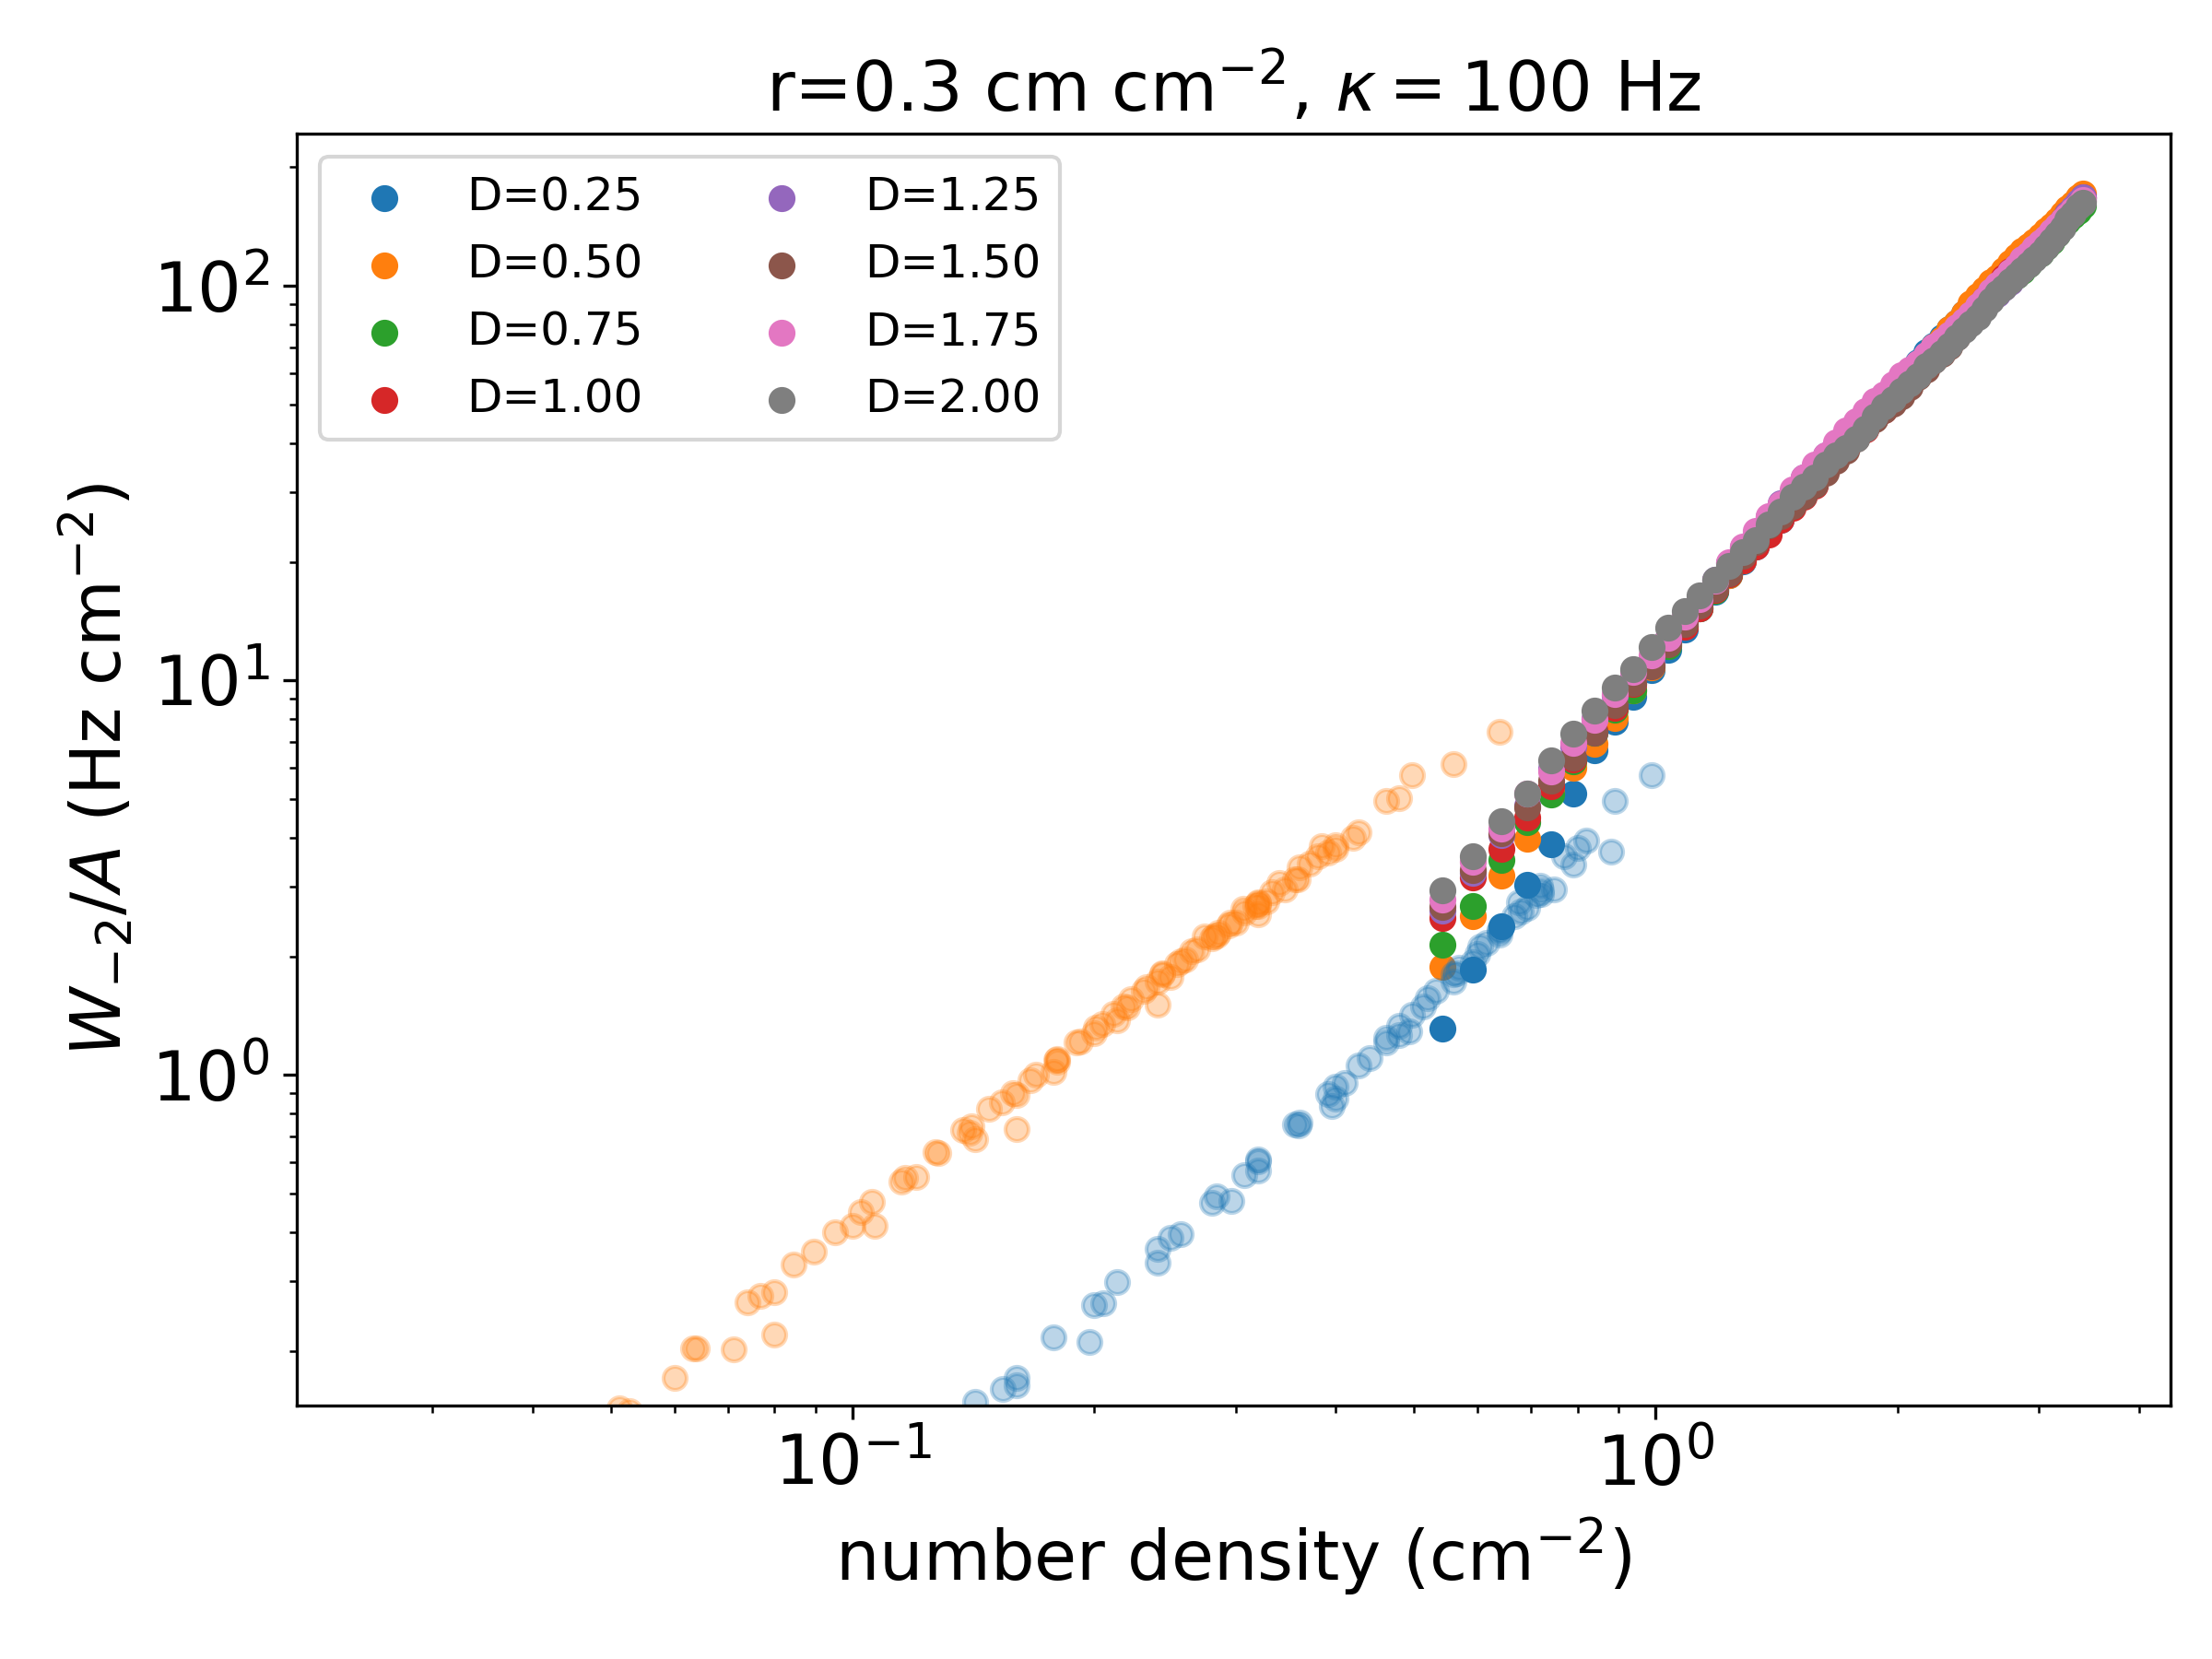 r=0.3 cm cm⁻², κ = 100 Hz
D=0.25
D=0.50
D=0.75
D=1.00
D=1.25
D=1.50
D=1.75
D=2.00
W₋₂/A (Hz cm⁻²)
10²
10¹
10⁰
10⁻¹
10⁰
number density (cm⁻²)